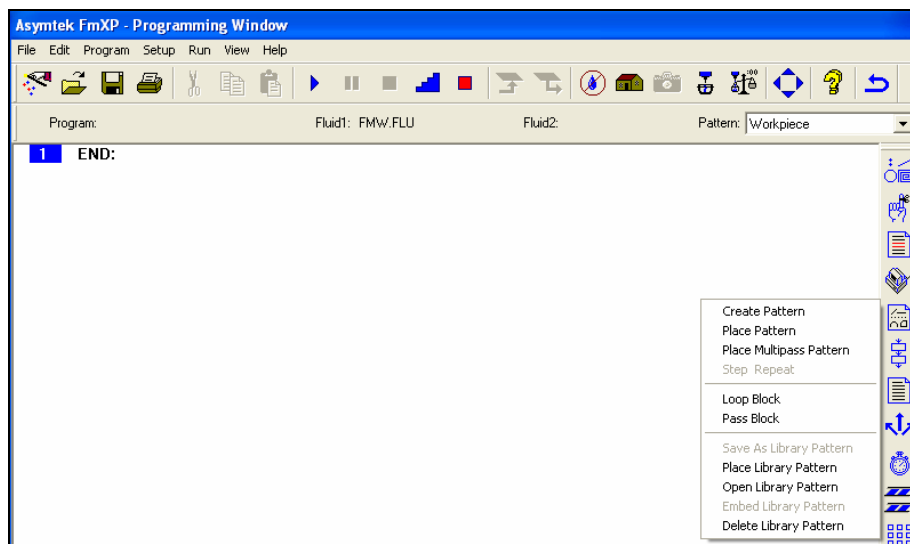 Asymtek FmXP - Programming Window
File Edit Program Setup Run View Help
Program: Fluid1: FMW.FLU Fluid2: Pattern: Workpiece
1 END:
Create Pattern
Place Pattern
Place Multipass Pattern
Step Repeat
Loop Block
Pass Block
Save As Library Pattern
Place Library Pattern
Open Library Pattern
Embed Library Pattern
Delete Library Pattern